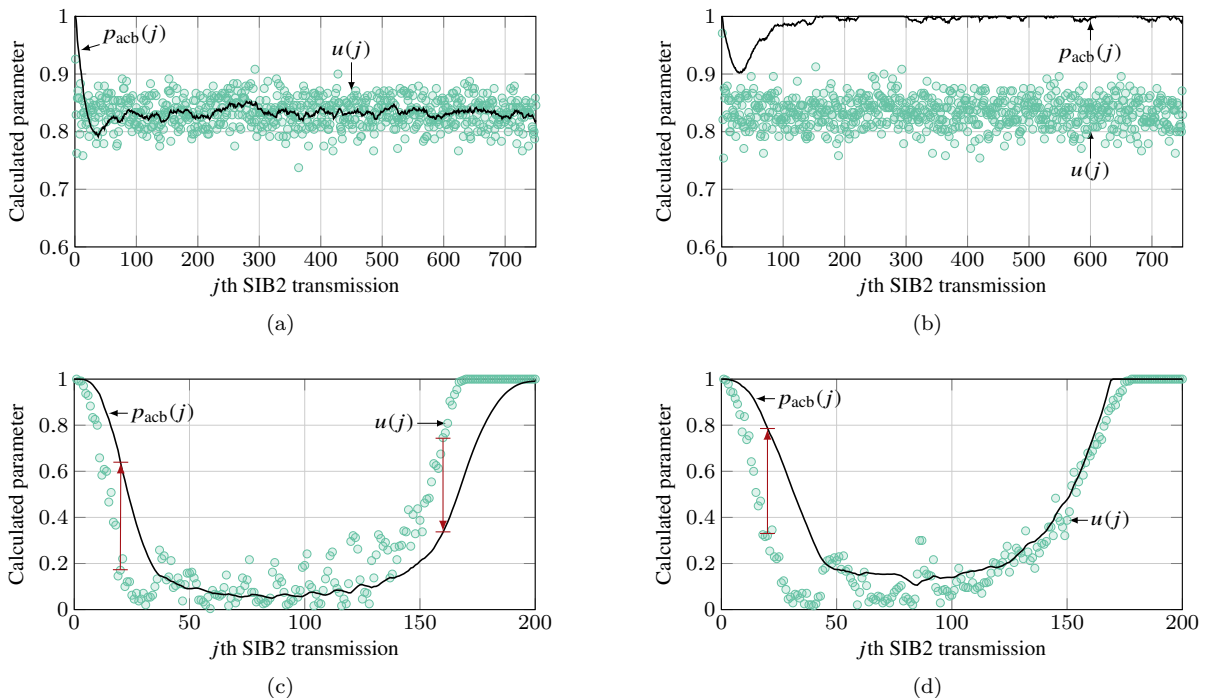 Calculated parameter
1
0.9
0.8
0.7
0.6
p_acb(j)
u(j)
0 100 200 300 400 500 600 700
jth SIB2 transmission
(a)
Calculated parameter
1
0.9
0.8
0.7
0.6
p_acb(j)
u(j)
0 100 200 300 400 500 600 700
jth SIB2 transmission
(b)
Calculated parameter
1
0.8
0.6
0.4
0.2
0
p_acb(j)
u(j)
0 50 100 150 200
jth SIB2 transmission
(c)
Calculated parameter
1
0.8
0.6
0.4
0.2
0
p_acb(j)
u(j)
0 50 100 150 200
jth SIB2 transmission
(d)